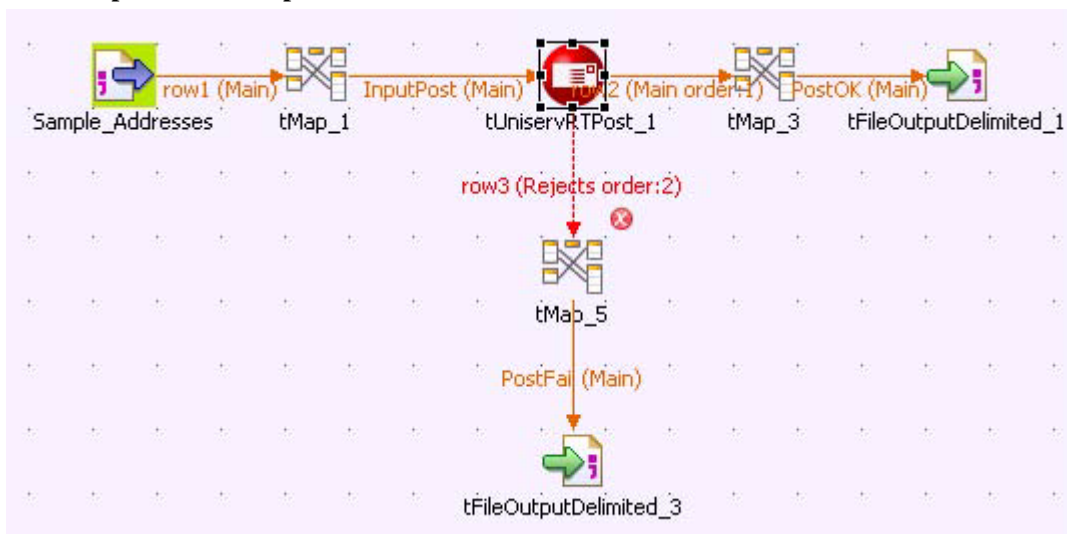 row1 (Main)
InputPost (Main)
row2 (Main order:1)
PostOK (Main)
Sample_Addresses
tMap_1
tUniservRTPost_1
tMap_3
tFileOutputDelimited_1
row3 (Rejects order:2)
tMap_5
PostFail (Main)
tFileOutputDelimited_3